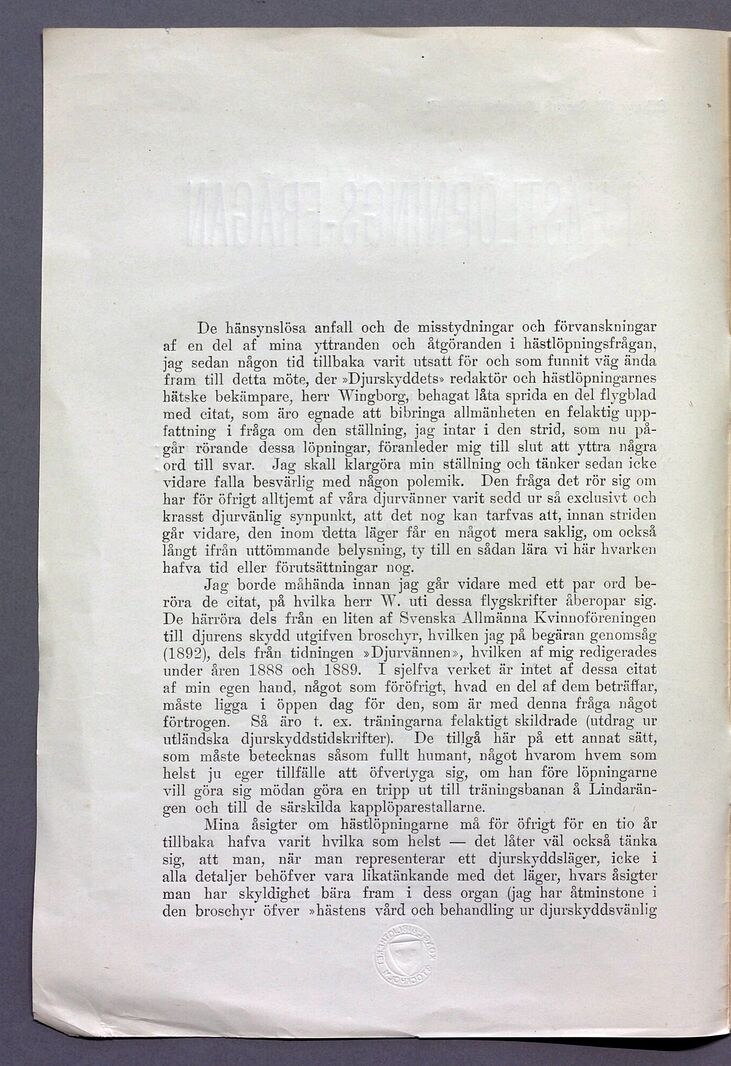 De hänsynslösa anfall och de misstydningar och förvanskningar
af en del af mina yttranden och åtgöranden i hästlöpningsfrågan,
jag sedan någon tid tillbaka varit utsatt för och som funnit väg ända
fram till detta möte, der »Djurskyddets» redaktör och hästlöpningarnes
hätske bekämpare, herr Wingborg, behagat låta sprida en del flygblad
med citat, som äro egnade att bibringa allmänheten en felaktig upp-
fattning i fråga om den ställning, jag intar i den strid, som nu på-
går rörande dessa löpningar, föranleder mig till slut att yttra några
ord till svar. Jag skall klargöra min ställning och tänker sedan icke
vidare falla besvärlig med någon polemik. Den fråga det rör sig om
har för öfrigt alltjemt af våra djurvänner varit sedd ur så exclusivt och
krasst djurvänlig synpunkt, att det nog kan tarfvas att, innan striden
går vidare, den inom detta läger får en något mera saklig, om också
långt ifrån uttömmande belysning, ty till en sådan lära vi här hvarken
hafva tid eller förutsättningar nog.
Jag borde måhända innan jag går vidare med ett par ord be-
röra de citat, på hvilka herr W. uti dessa flygskrifter åberopar sig.
De härröra dels från en liten af Svenska Allmänna Kvinnoföreningen
till djurens skydd utgifven broschyr, hvilken jag på begäran genomsåg
(1892), dels från tidningen »Djurvännen», hvilken af mig redigerades
under åren 1888 och 1889. I sjelfva verket är intet af dessa citat
af min egen hand, något som föröfrigt, hvad en del af dem beträffar,
måste ligga i öppen dag för den, som är med denna fråga något
förtrogen. Så äro t. ex. träningarna felaktigt skildrade (utdrag ur
utländska djurskyddstidskrifter). De tillgå här på ett annat sätt,
som måste betecknas såsom fullt humant, något hvarom hvem som
helst ju eger tillfälle att öfvertyga sig, om han före löpningarne
vill göra sig mödan göra en tripp ut till träningsbanan å Lindarän-
gen och till de särskilda kapplöparestallarne.
Mina åsigter om hästlöpningarne må för öfrigt för en tio år
tillbaka hafva varit hvilka som helst — det låter väl också tänka
sig, att man, när man representerar ett djurskyddsläger, icke i
alla detaljer behöfver vara likatänkande med det läger, hvars åsigter
man har skyldighet bära fram i dess organ (jag har åtminstone i
den broschyr öfver »hästens vård och behandling ur djurskyddsvänlig